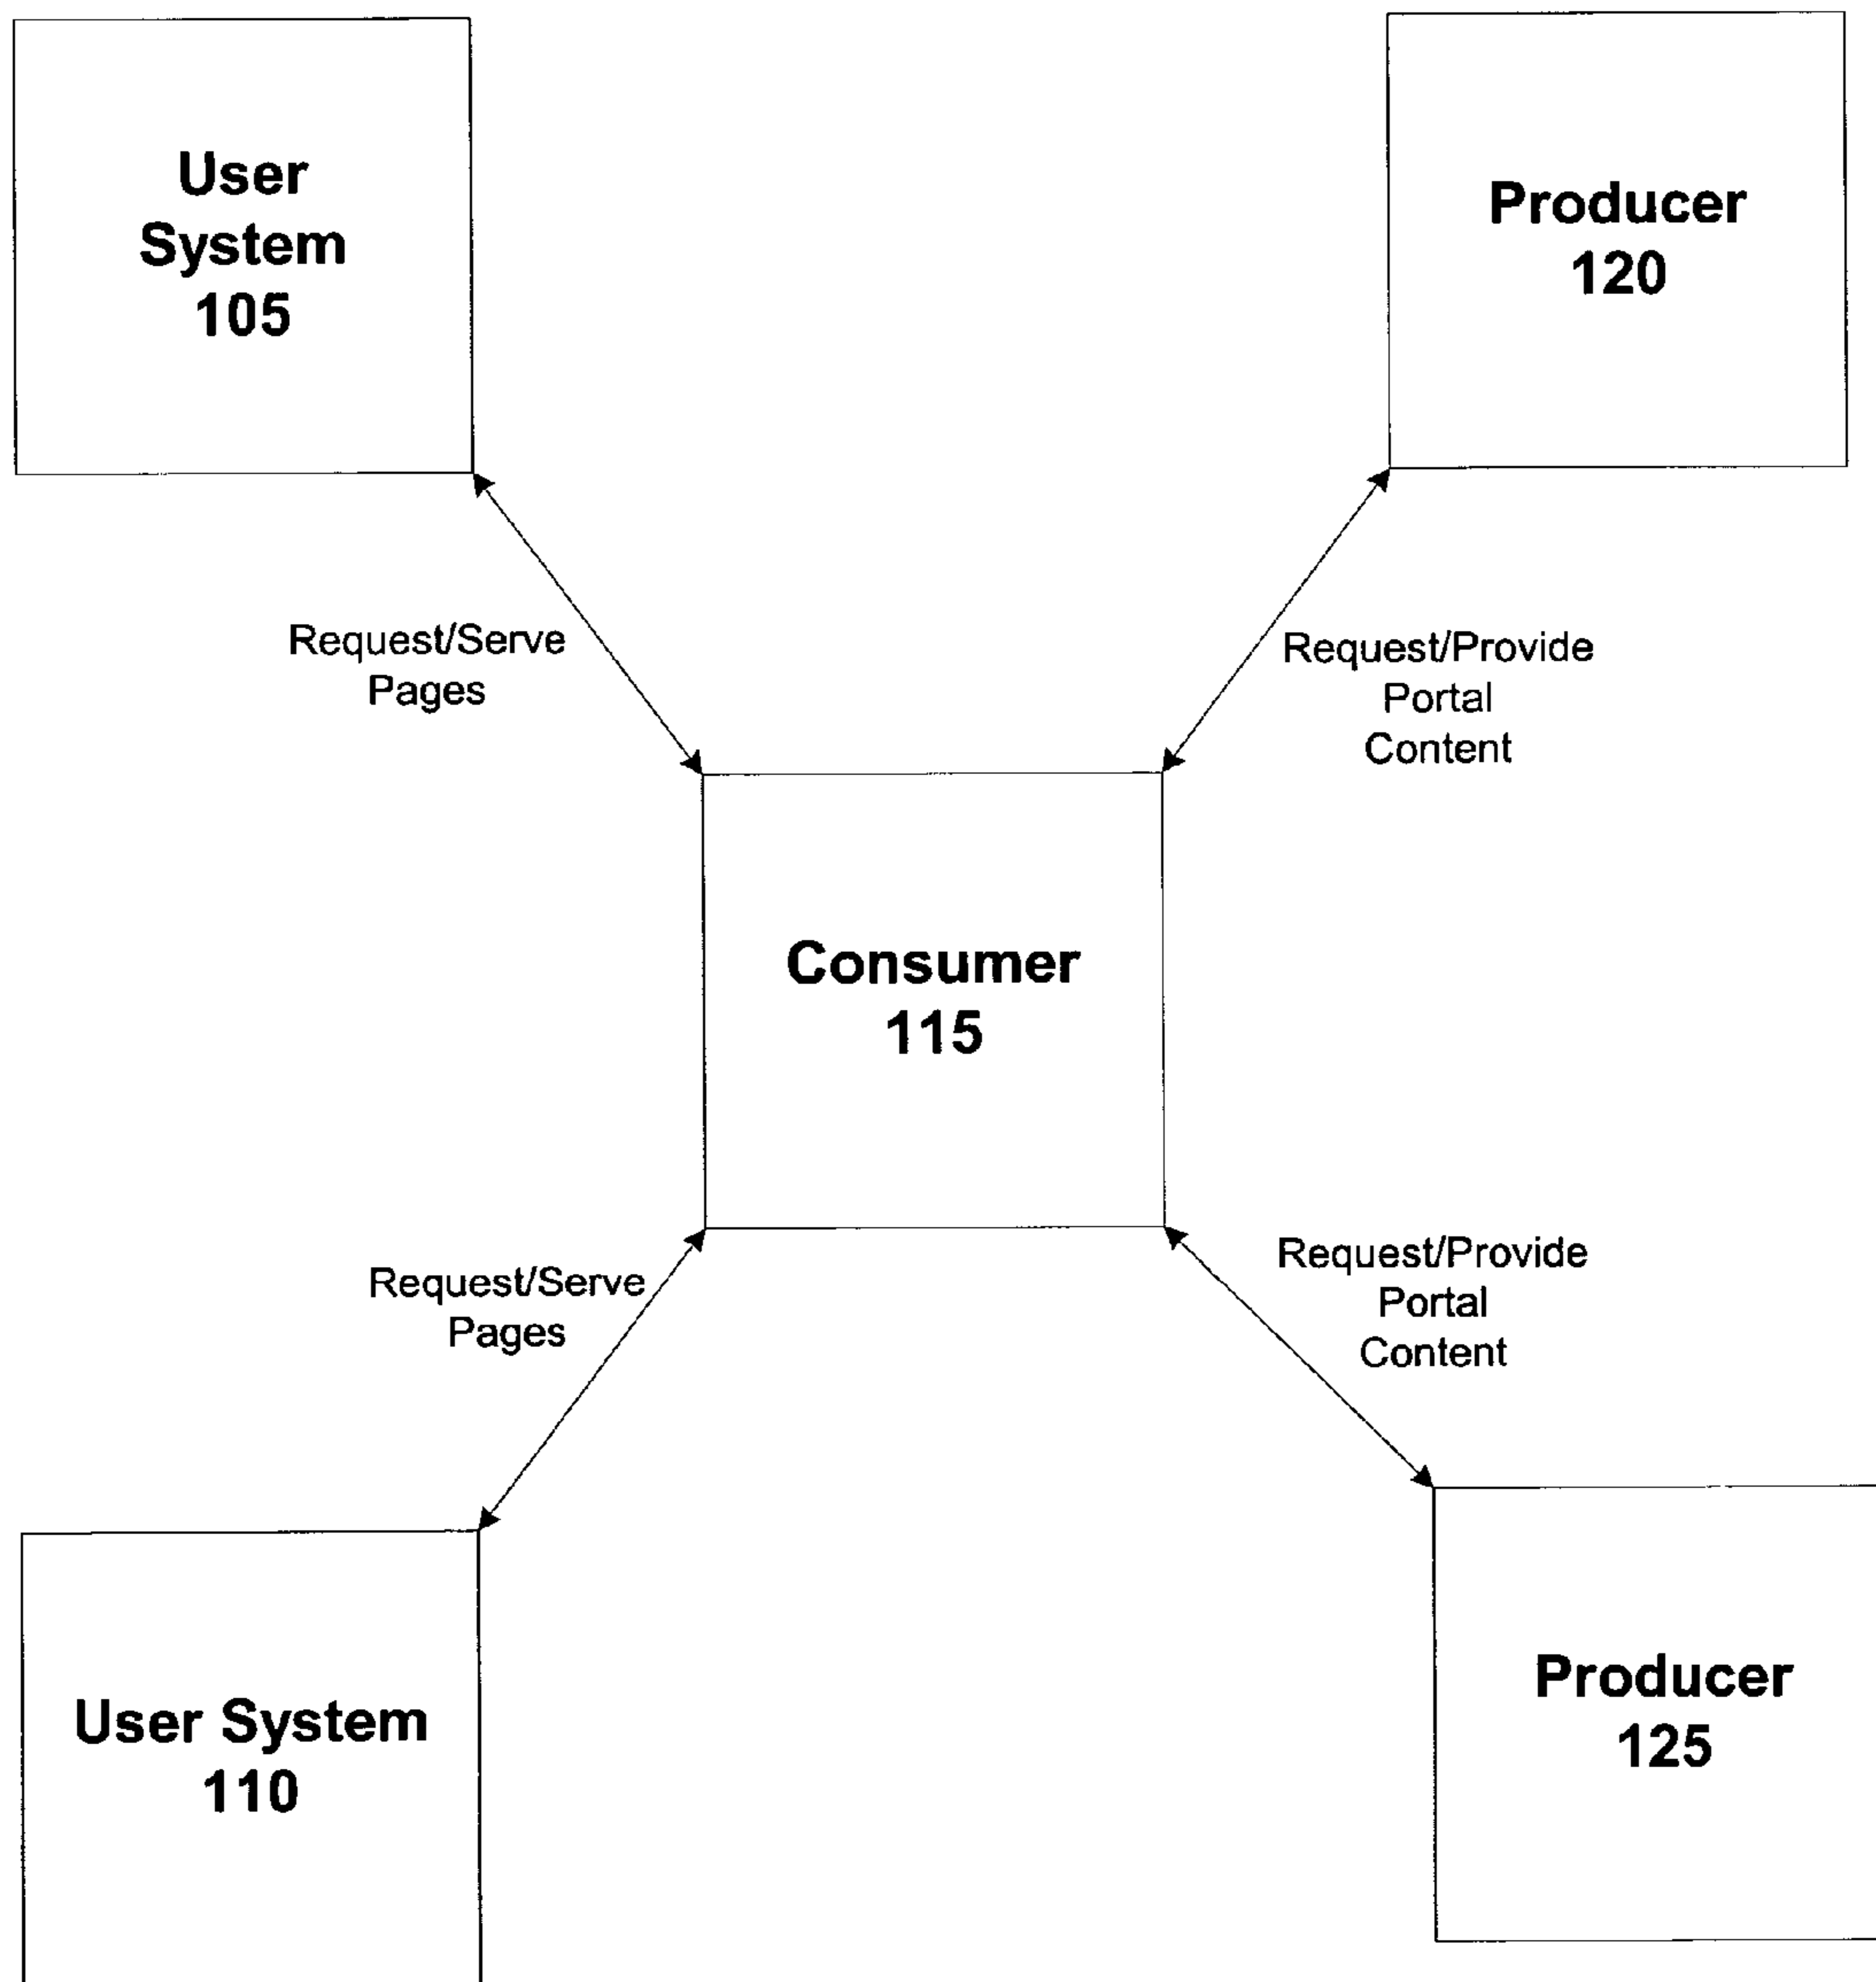 User
System
105
Producer
120
Request/Serve
Pages
Request/Provide
Portal
Content
Consumer
115
Request/Serve
Pages
Request/Provide
Portal
Content
User System
110
Producer
125